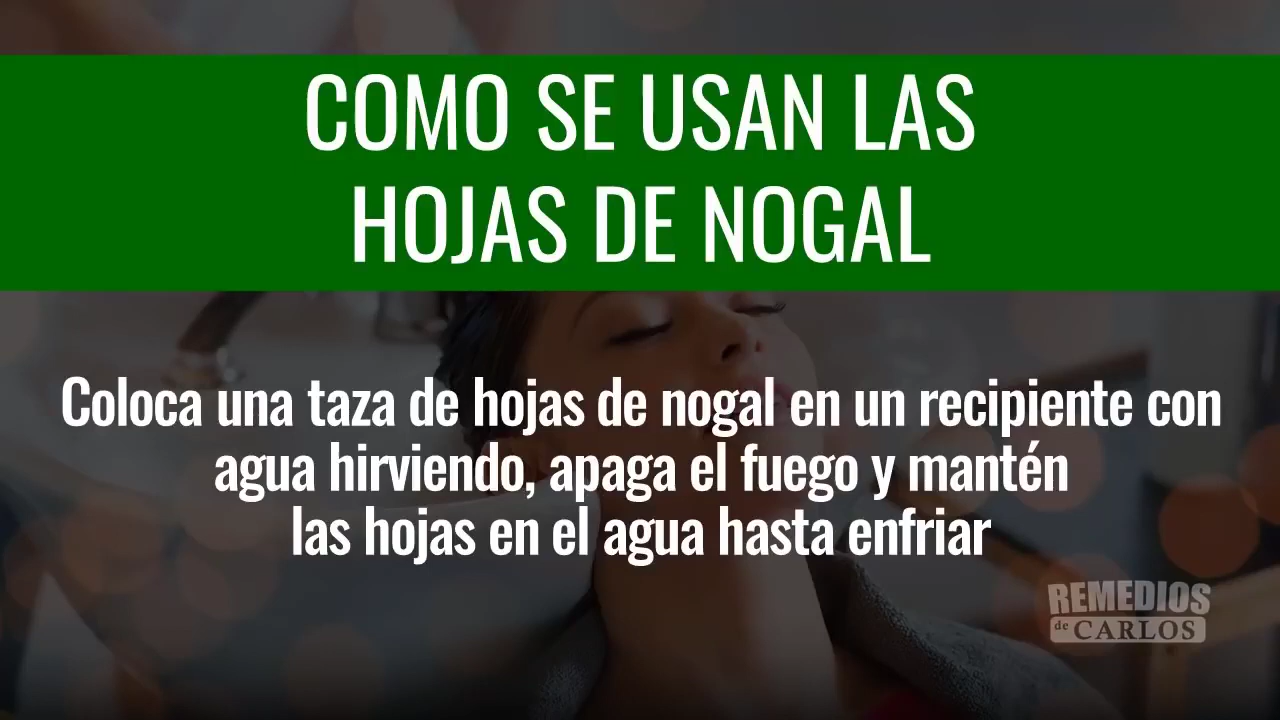 COMO SE USAN LAS
HOJAS DE NOGAL
Coloca una taza de hojas de nogal en un recipiente con
agua hirviendo, apaga el fuego y mantén
las hojas en el agua hasta enfriar
REMEDIOS
de CARLOS